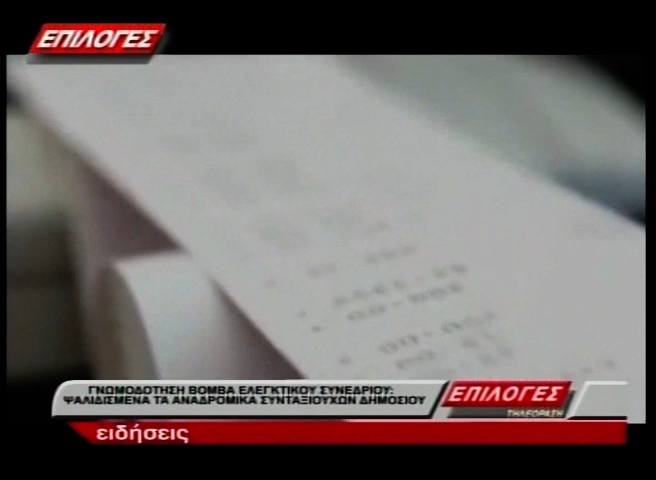 ΕΠΙΛΟΓΕΣ
ΓΝΩΜΟΔΟΤΗΣΗ ΒΟΜΒΑ ΕΛΕΓΚΤΙΚΟΥ ΣΥΝΕΔΡΙΟΥ:
ΨΑΛΙΔΙΣΜΕΝΑ ΤΑ ΑΝΑΔΡΟΜΙΚΑ ΣΥΝΤΑΞΙΟΥΧΩΝ ΔΗΜΟΣΙΟΥ
ΕΠΙΛΟΓΕΣ
ΤΗΛΕΟΡΑΣΗ
ειδήσεις